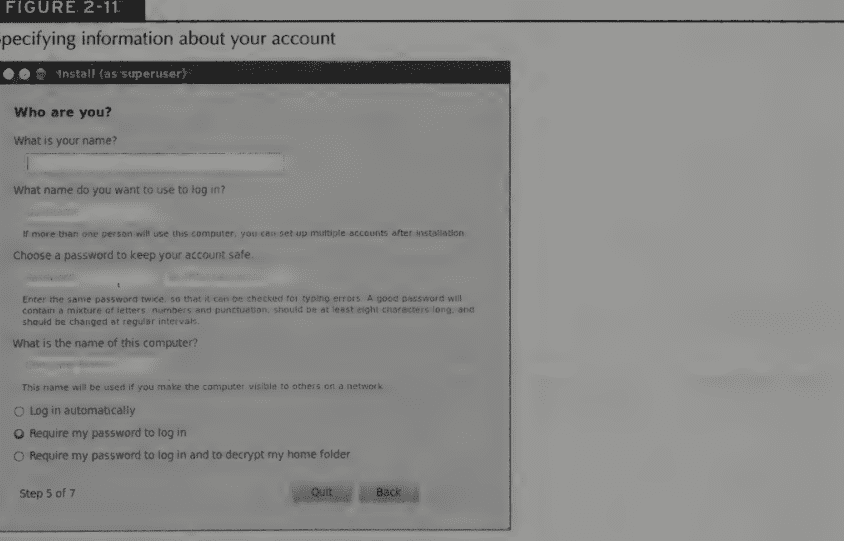 FIGURE 2-11
pecifying information about your account
Install (as superuser)
Who are you?
What is your name?
What name do you want to use to log in?
If more than one person will use this computer, you can set up multiple accounts after installation.
Choose a password to keep your account safe.
Enter the same password twice, so that it can be checked for typing errors. A good password will
contain a mixture of letters, numbers and punctuation, should be at least eight characters long, and
should be changed at regular intervals.
What is the name of this computer?
This name will be used if you make the computer visible to others on a network.
Log in automatically
Require my password to log in
Require my password to log in and to decrypt my home folder
Step 5 of 7
Quit
Back